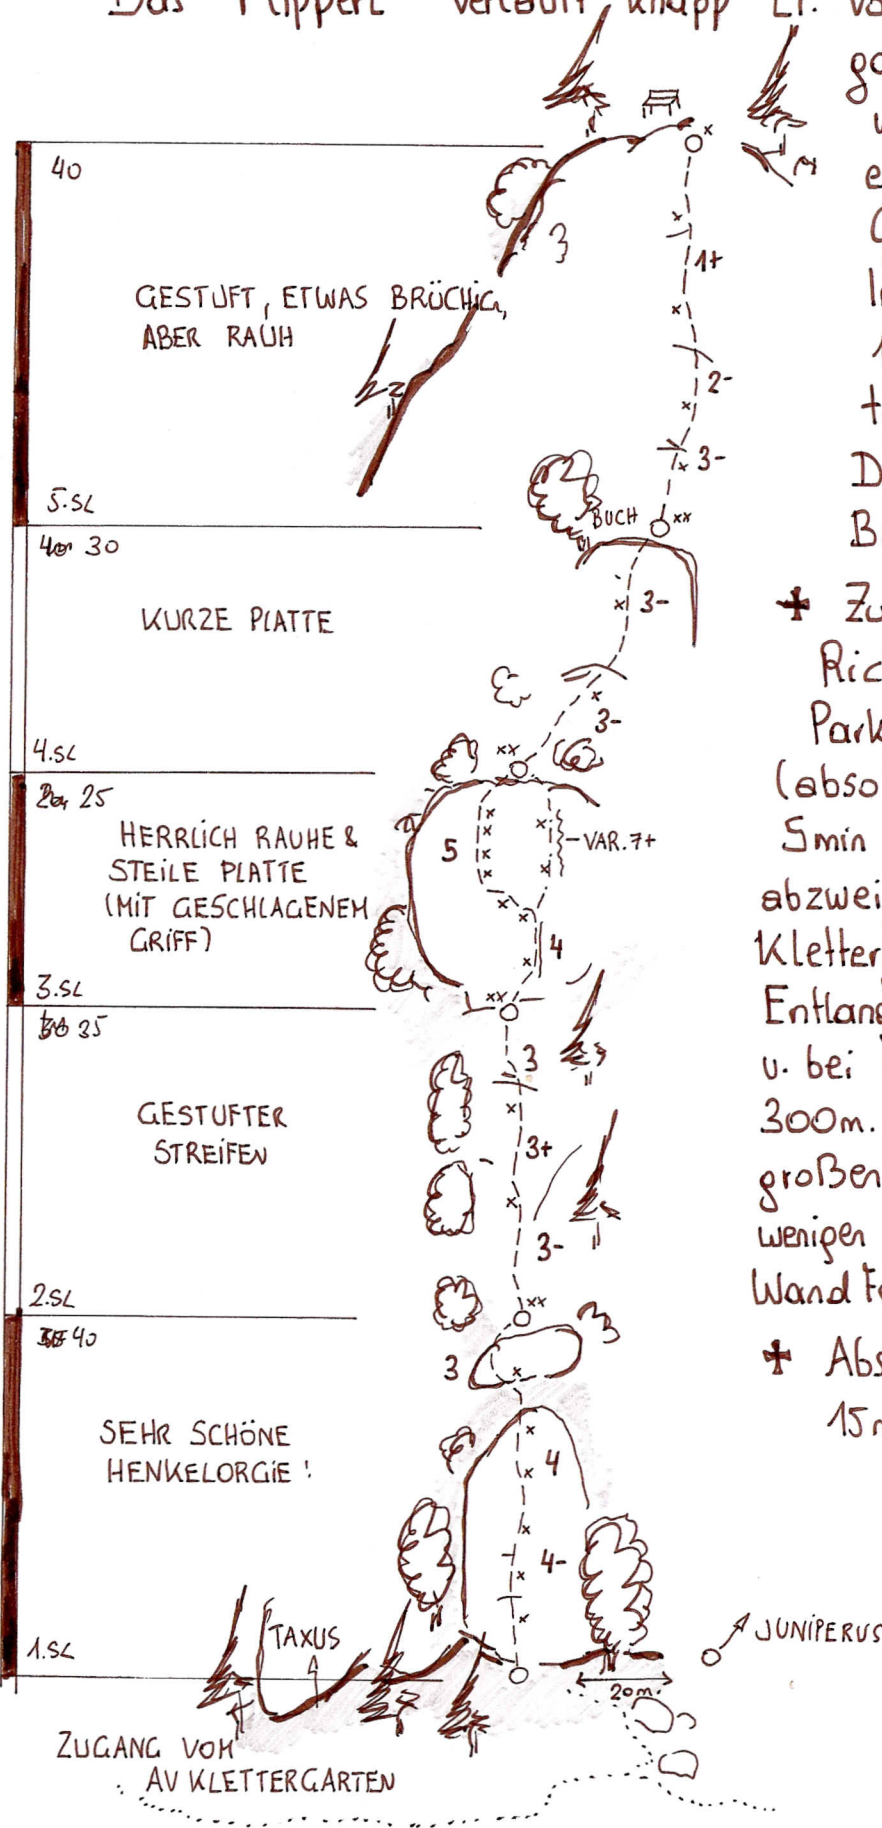 Das Flipperl verläuft knapp
40
GESTUFT, ETWAS BRÜCHIG,
ABER RAUH
3
1+
2-
3-
5.SL
30
BUCH
xx
KURZE PLATTE
3-
3-
4.SL
xx
25
HERRLICH RAUHE &
STEILE PLATTE
(MIT GESCHLAGENEM
GRIFF)
5
VAR. 7+
4
3.SL
xx
35
3
GESTUFTER
STREIFEN
3+
3-
2.SL
xx
40
3
SEHR SCHÖNE
HENKELORGIE!
4
4-
1.SL
TAXUS
JUNIPERUS
20m.
ZUGANG VOM
AV KLETTERGARTEN
Zu
Ric
Park
(abso
5min
abzwei
Kletter
Entlang
u. bei
300m.
großen
wenigen
Wand
Abs